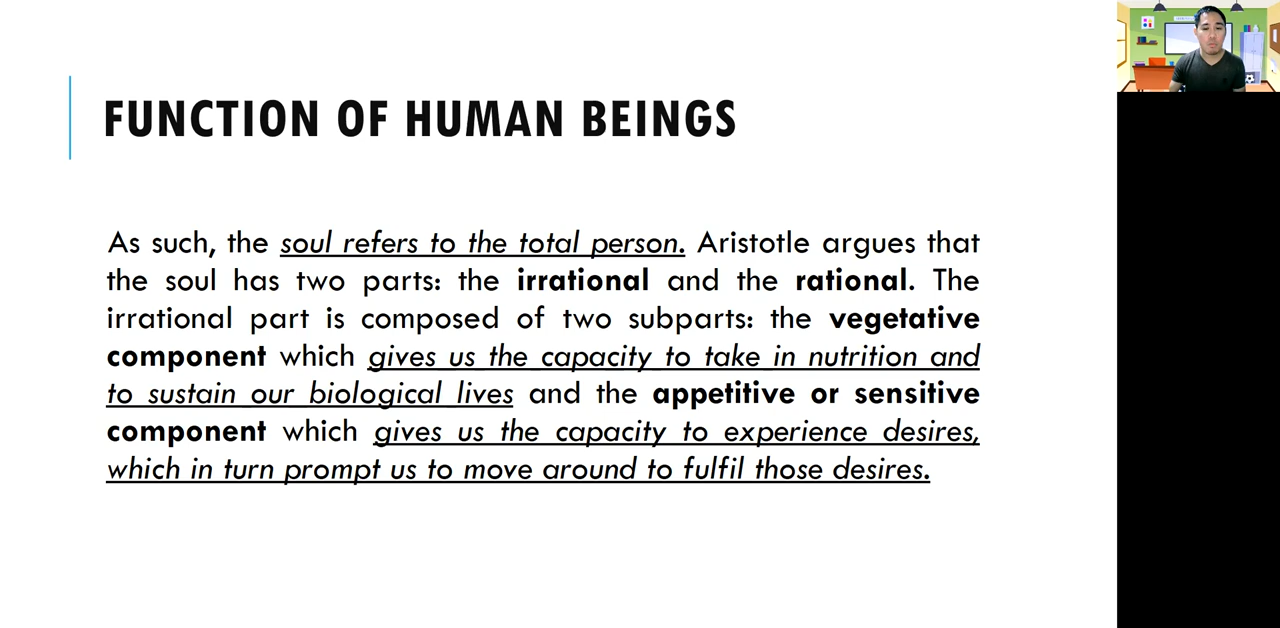 FUNCTION OF HUMAN BEINGS
As such, the soul refers to the total person. Aristotle argues that
the soul has two parts: the irrational and the rational. The
irrational part is composed of two subparts: the vegetative
component which gives us the capacity to take in nutrition and
to sustain our biological lives and the appetitive or sensitive
component which gives us the capacity to experience desires,
which in turn prompt us to move around to fulfil those desires.